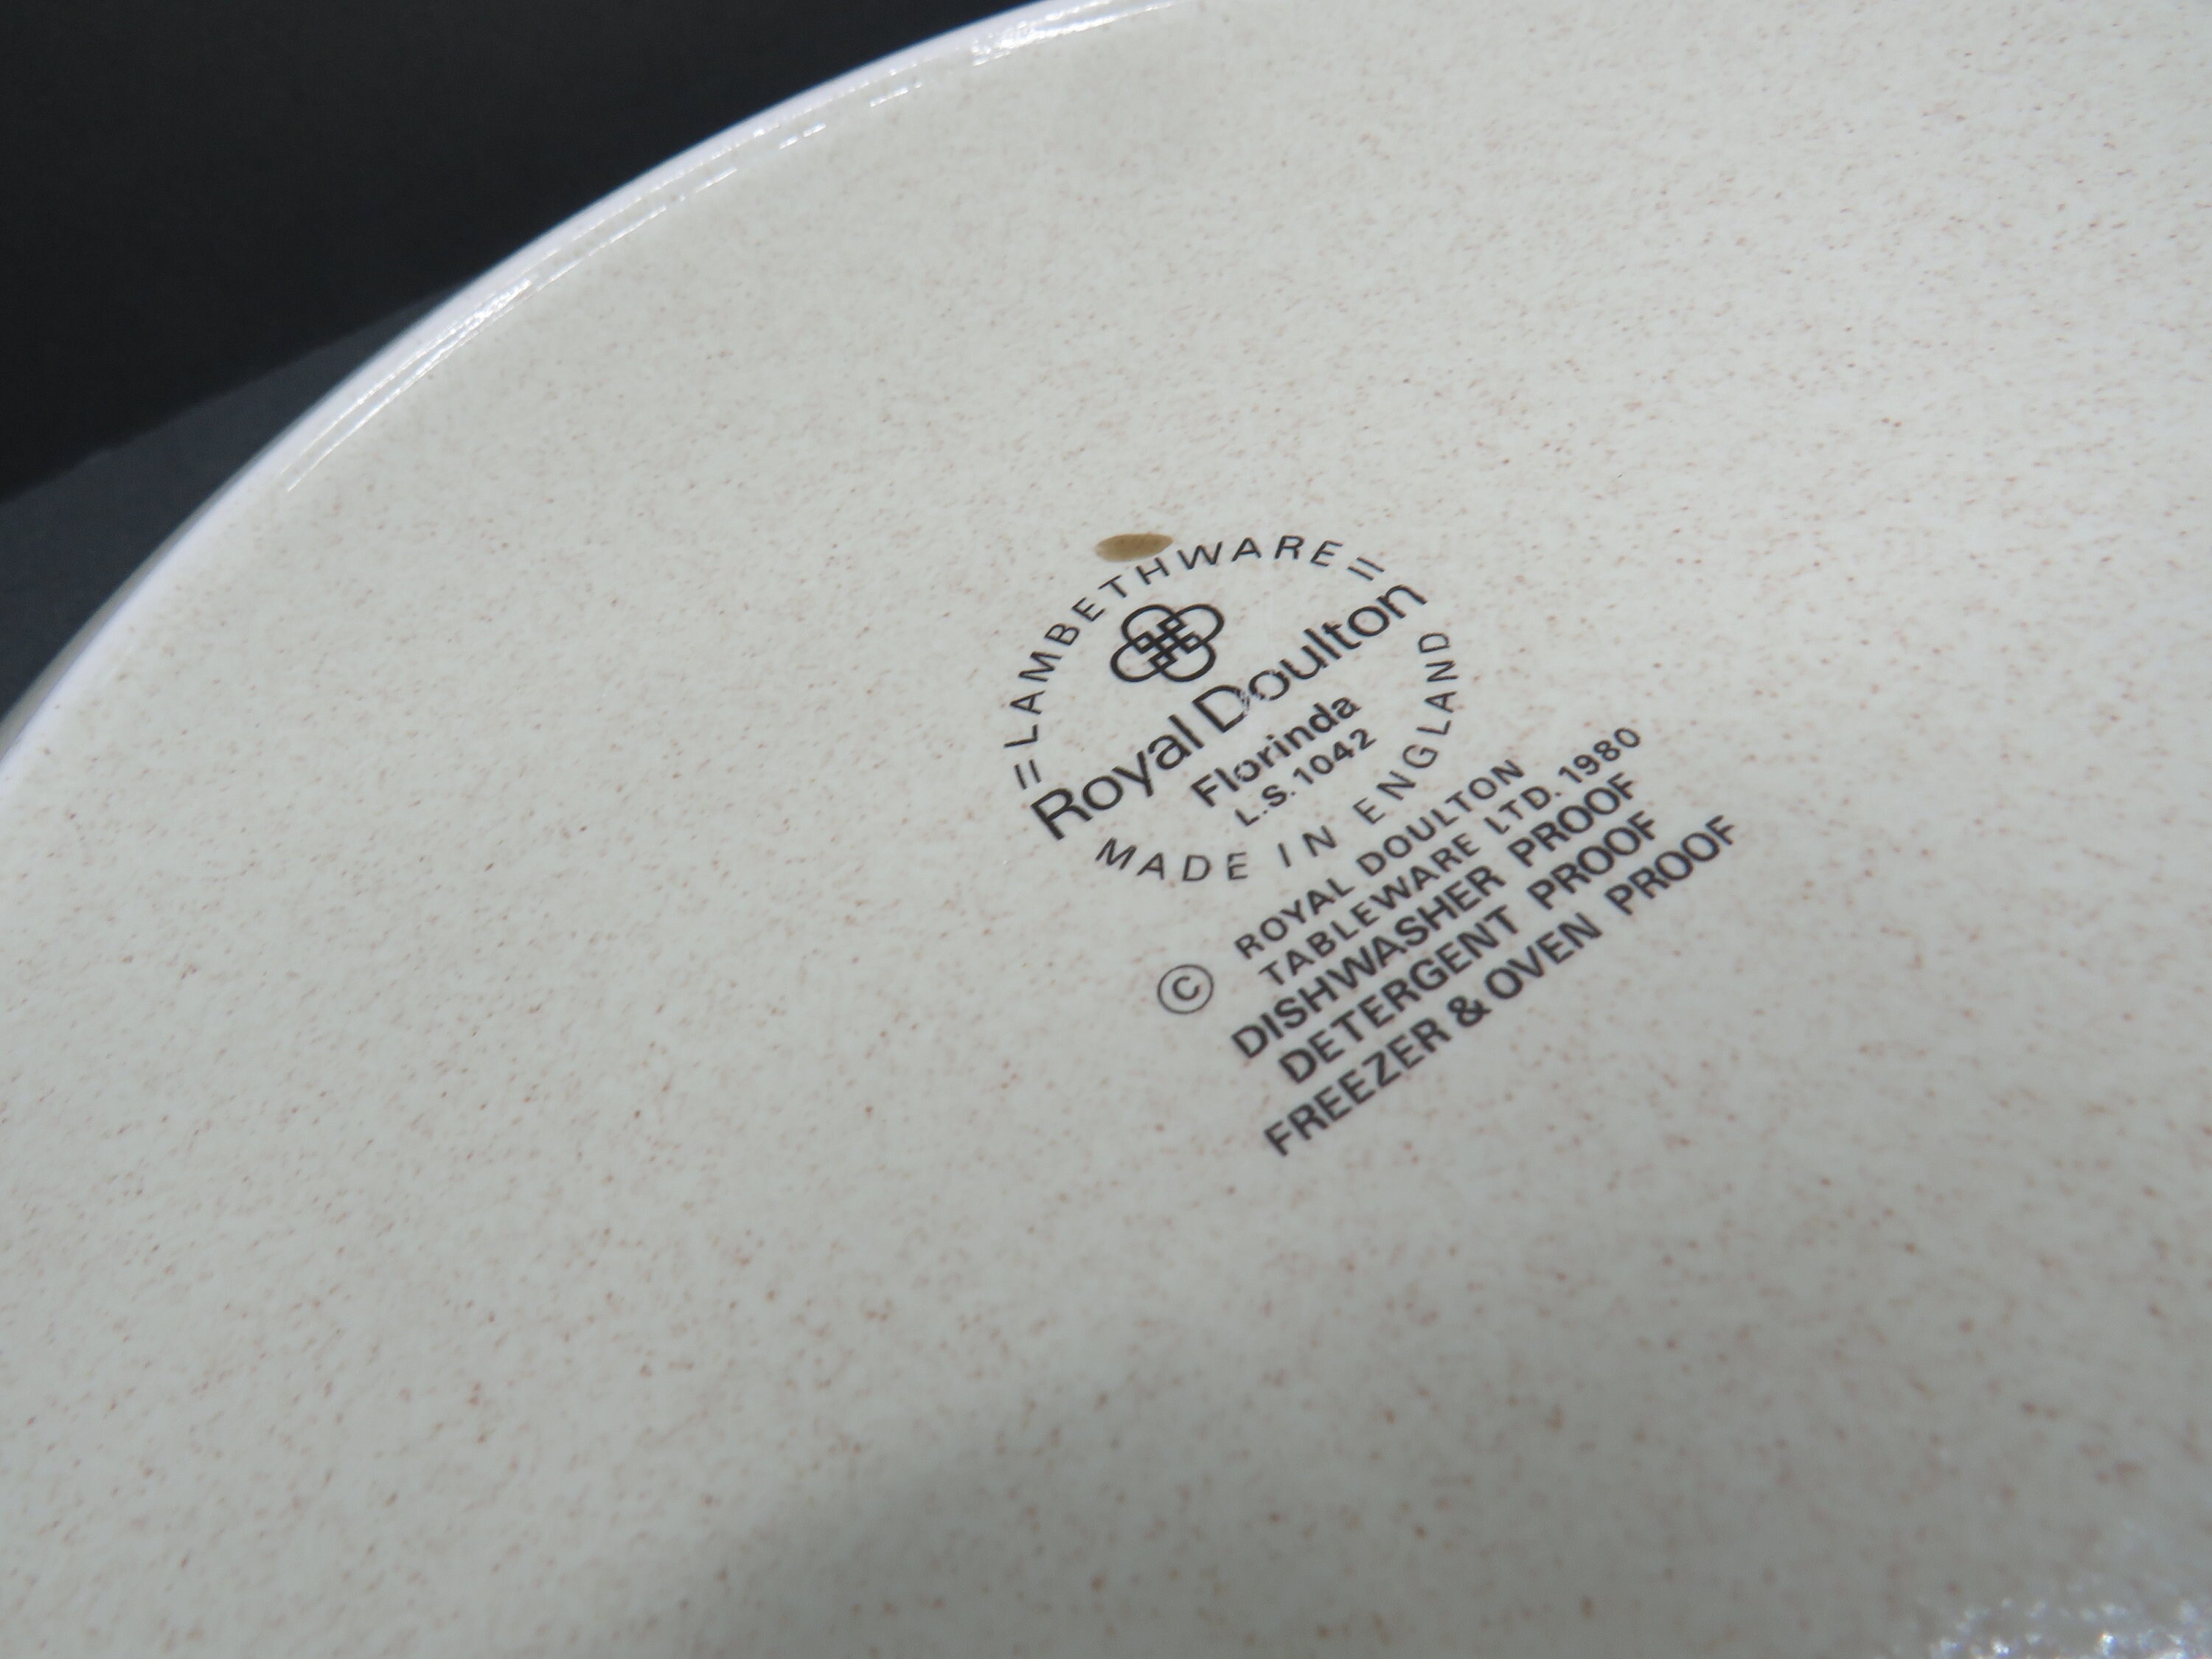 =LAMBETHWARE=
Royal Doulton
Florinda
L.S. 1042
MADE IN ENGLAND
© ROYAL DOULTON
TABLEWARE LTD. 1980
DISHWASHER PROOF
DETERGENT PROOF
FREEZER & OVEN PROOF